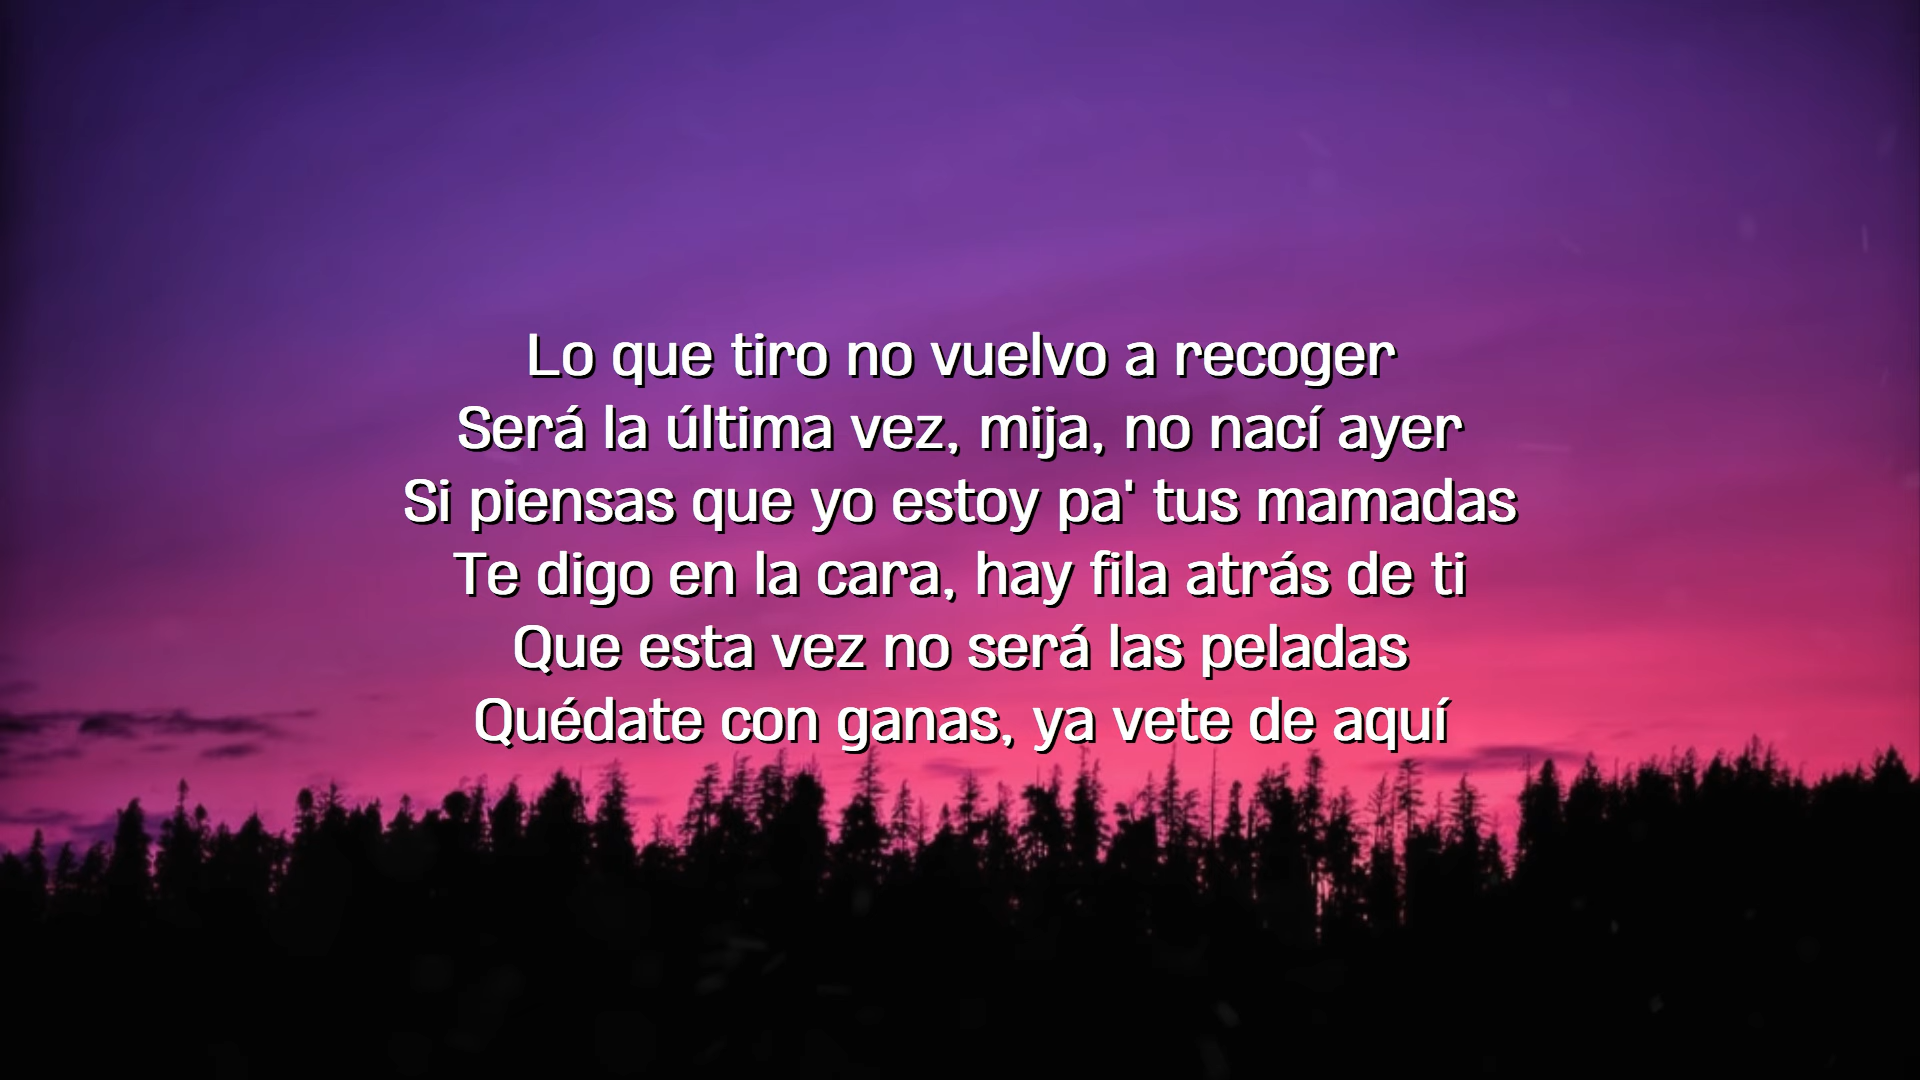 Lo que tiro no vuelvo a recoger
Será la última vez, mija, no nací ayer
Si piensas que yo estoy pa' tus mamadas
Te digo en la cara, hay fila atrás de ti
Que esta vez no será las peladas
Quédate con ganas, ya vete de aquí